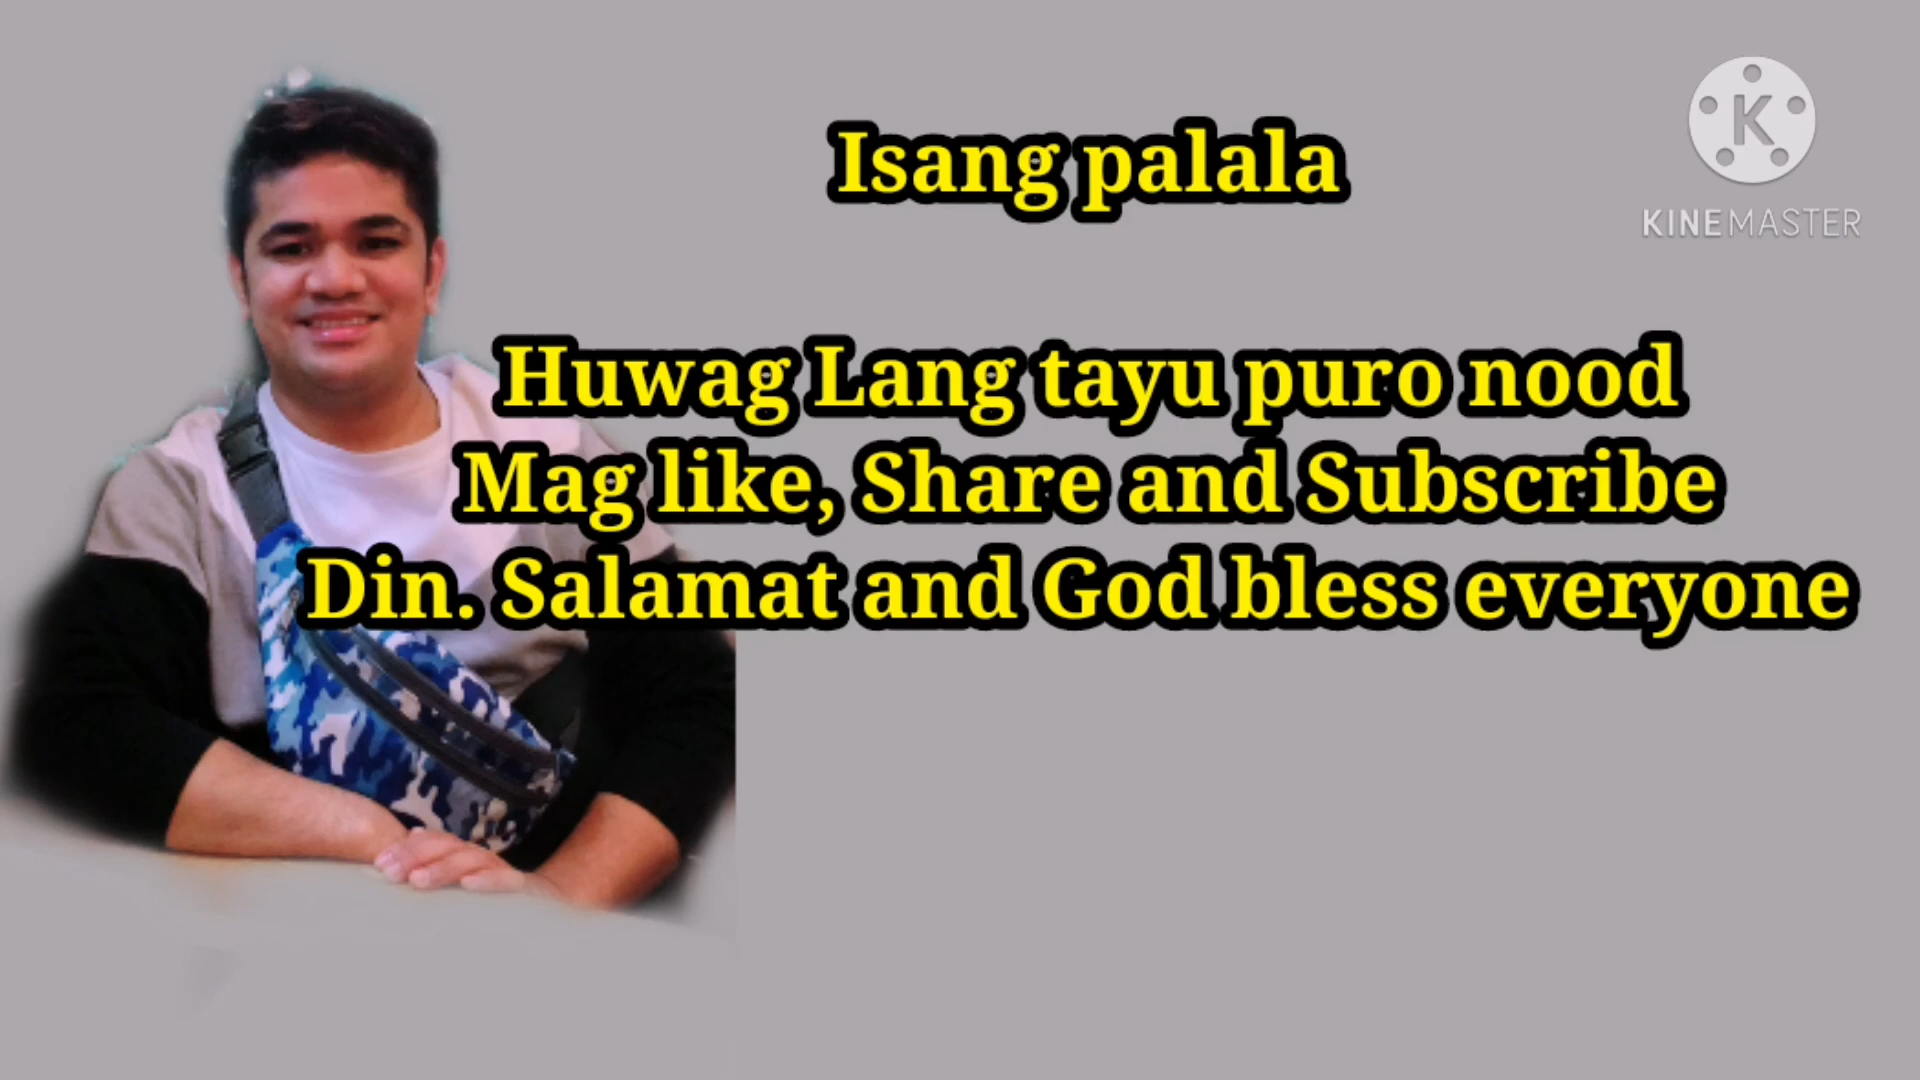 Isang palala
K
KINEMASTER
Huwag Lang tayu puro nood
Mag like, Share and Subscribe
Din. Salamat and God bless everyone